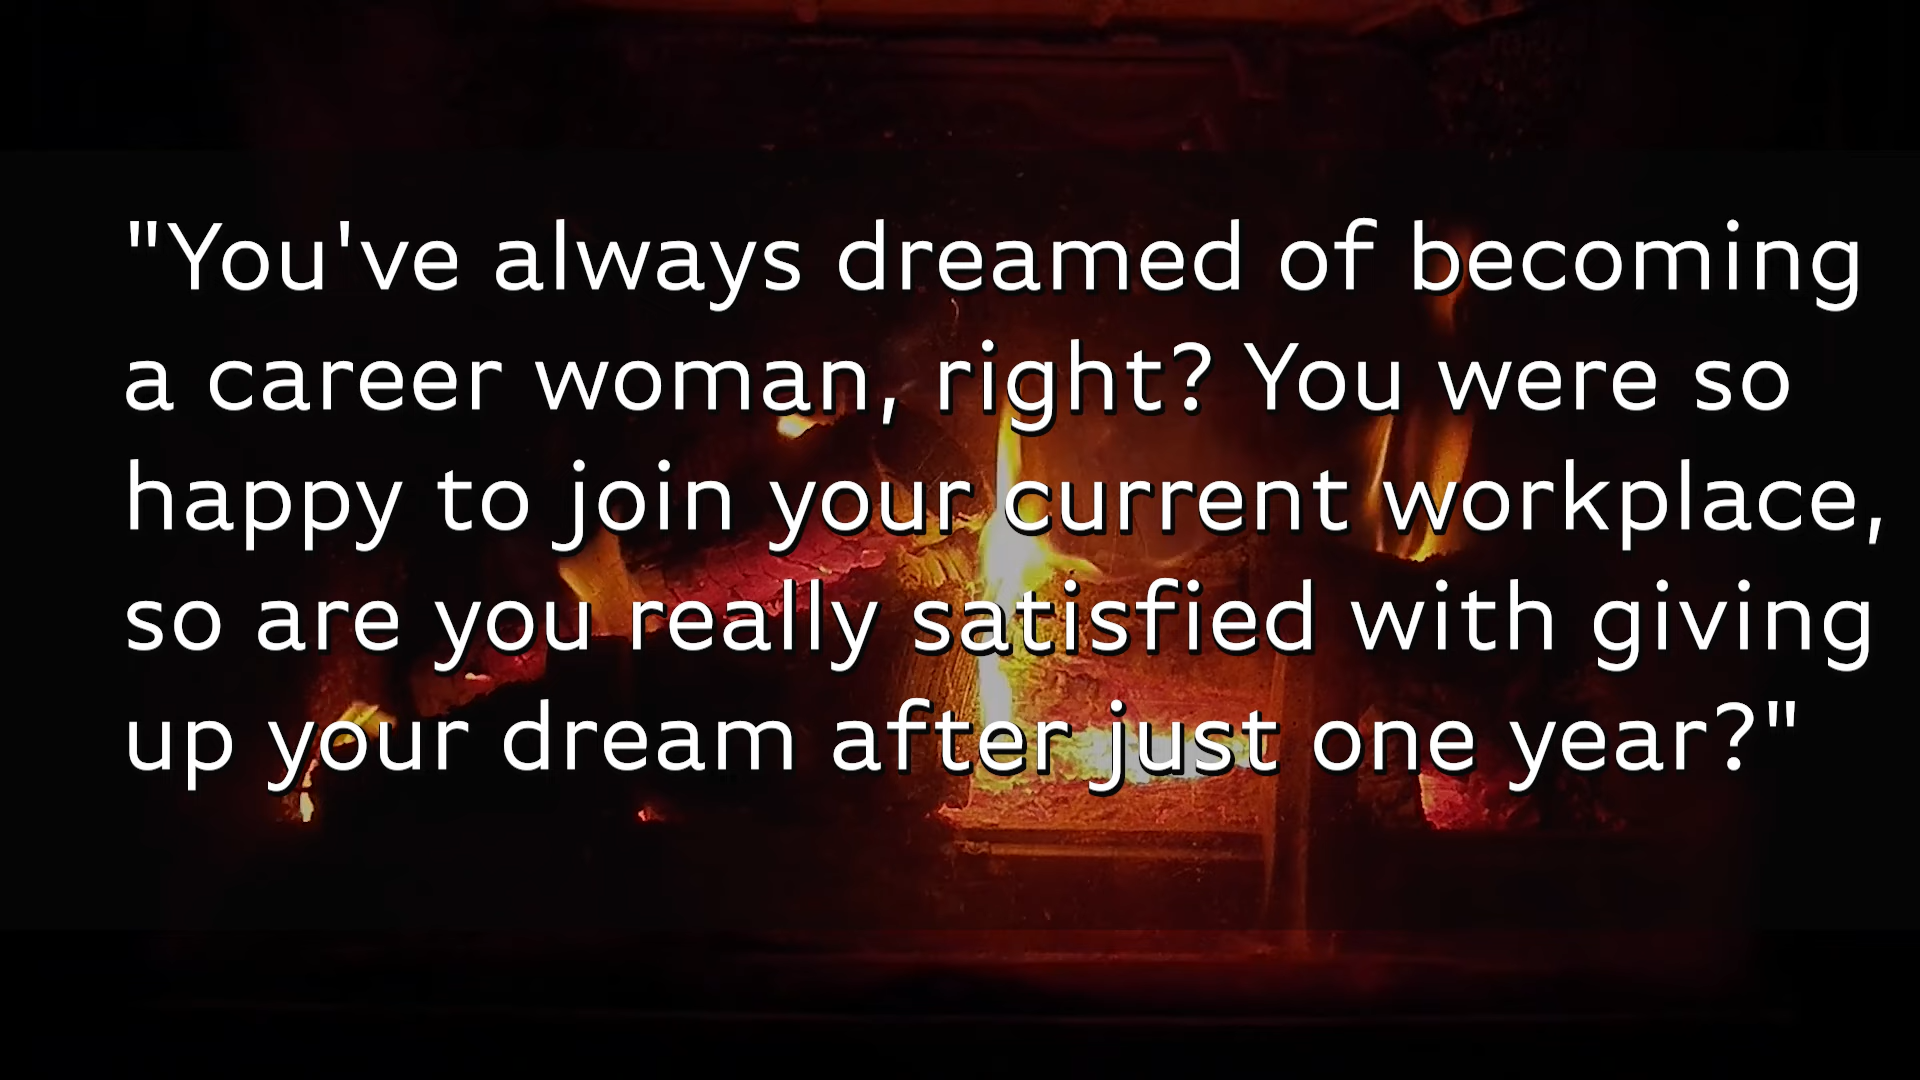 "You've always dreamed of becoming
a career woman, right? You were so
happy to join your current workplace,
so are you really satisfied with giving
up your dream after just one year?"